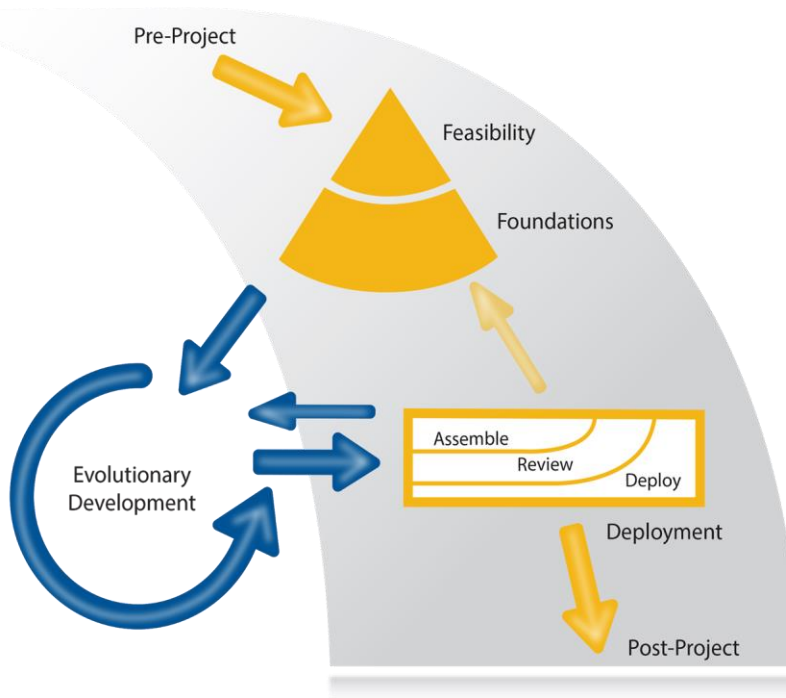 Pre-Project
Feasibility
Foundations
Assemble
Review
Deploy
Evolutionary
Development
Deployment
Post-Project